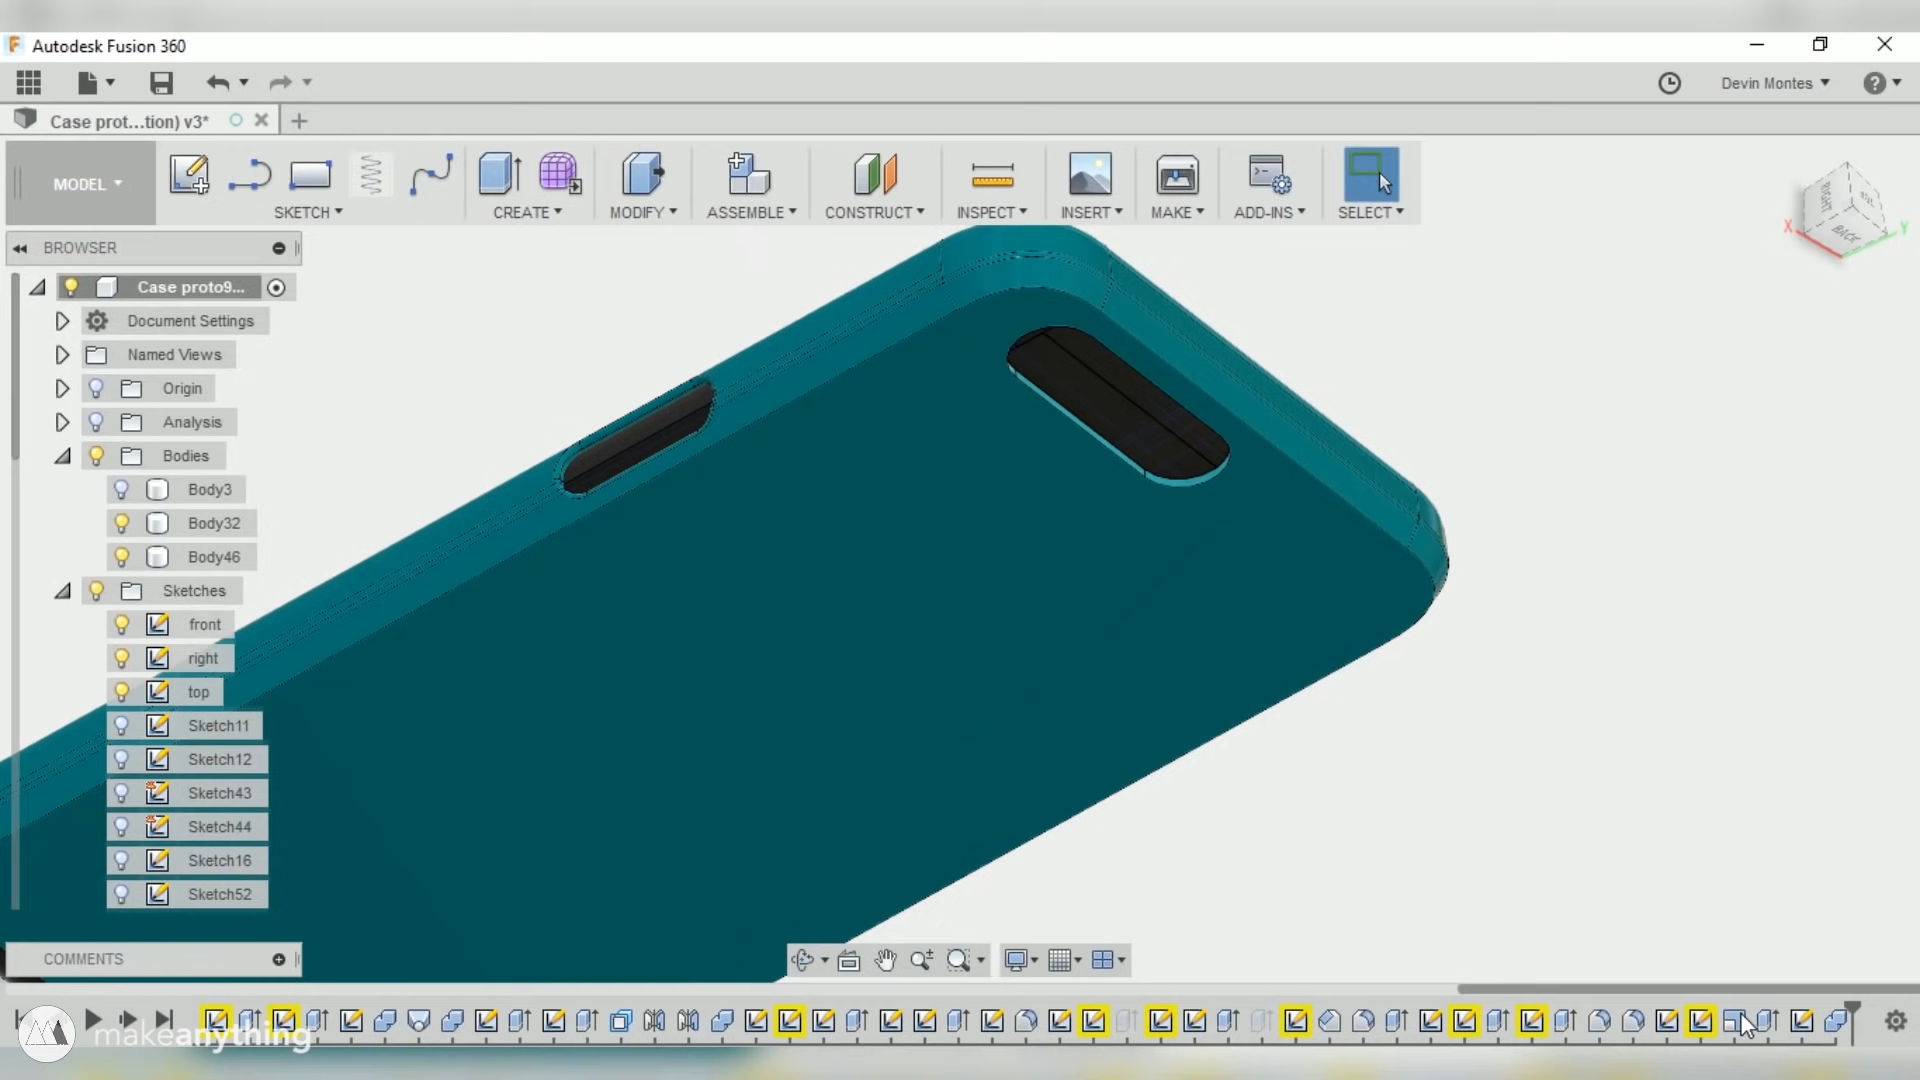 Autodesk Fusion 360
Devin Montes
Case prot...tion) v3*
MODEL
SKETCH
CREATE
MODIFY
ASSEMBLE
CONSTRUCT
INSPECT
INSERT
MAKE
ADD-INS
SELECT
RIGHT
BACK
X
Y
BROWSER
Case proto9...
Document Settings
Named Views
Origin
Analysis
Bodies
Body3
Body32
Body46
Sketches
front
right
top
Sketch11
Sketch12
Sketch43
Sketch44
Sketch16
Sketch52
COMMENTS
makeanything